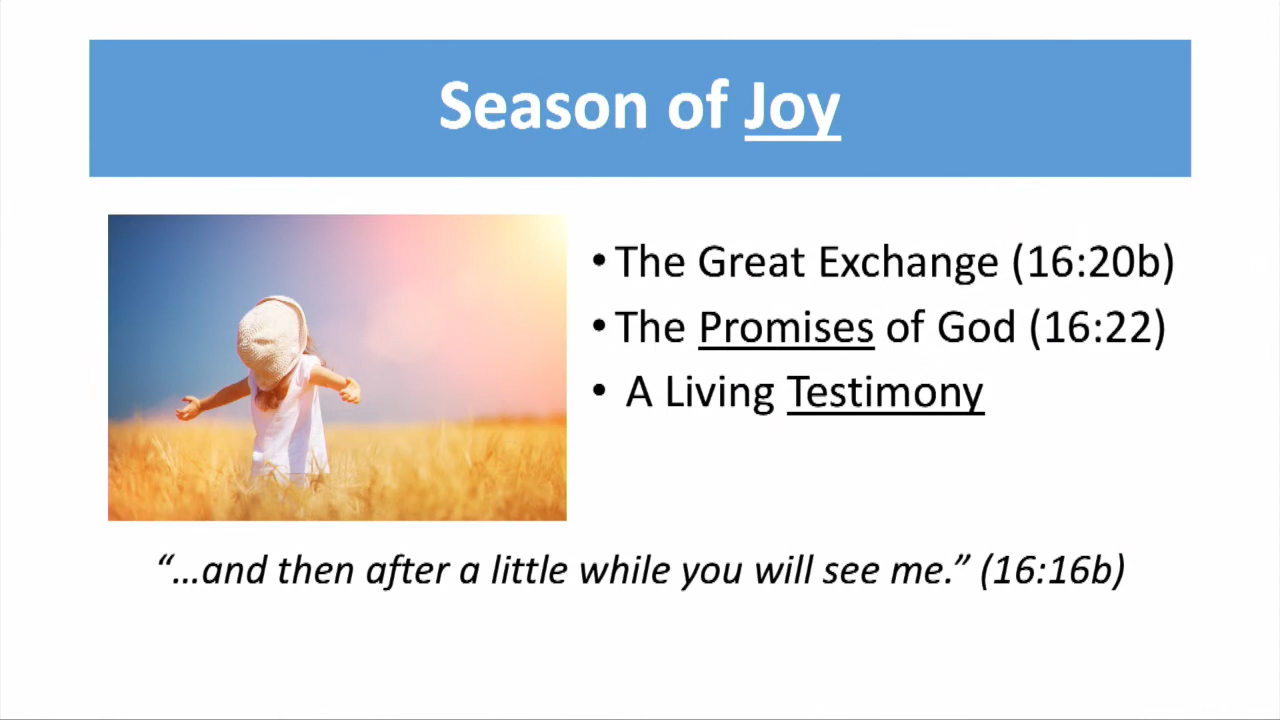 Season of Joy
• The Great Exchange (16:20b)
• The Promises of God (16:22)
• A Living Testimony
“…and then after a little while you will see me.” (16:16b)